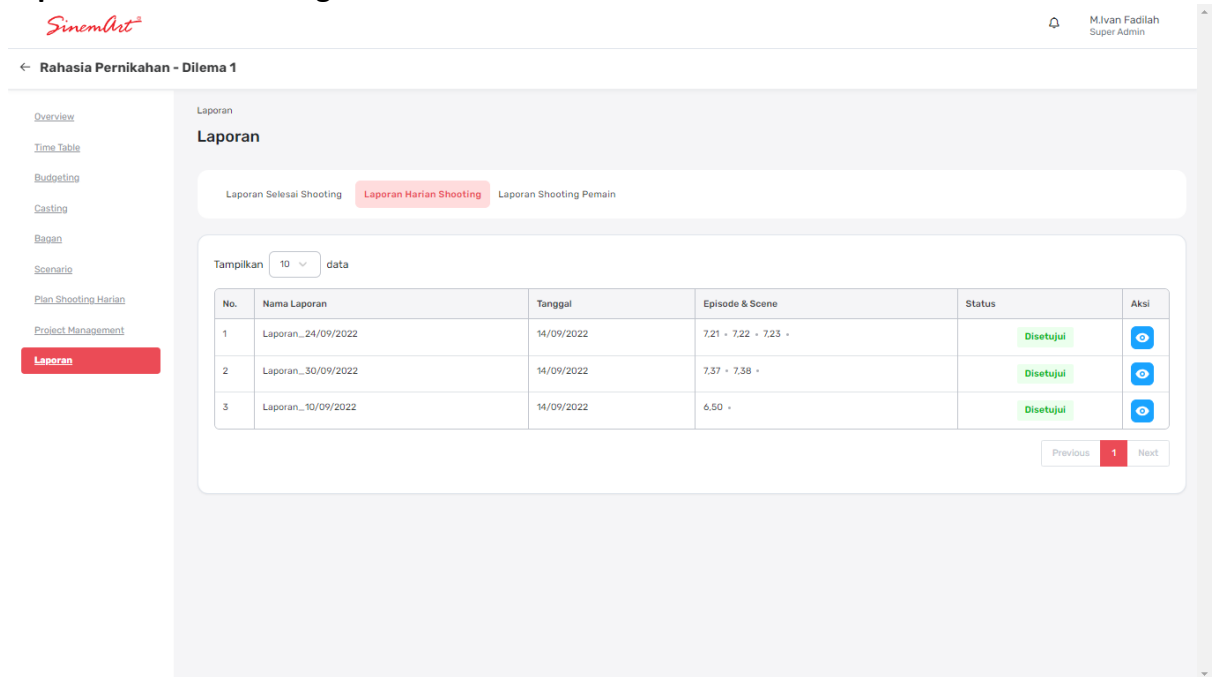 SinemArt
M.Ivan Fadilah
Super Admin
← Rahasia Pernikahan - Dilema 1
Overview
Time Table
Budgeting
Casting
Bagan
Scenario
Plan Shooting Harian
Project Management
Laporan
Laporan
Laporan
Laporan Selesai Shooting Laporan Harian Shooting Laporan Shooting Pemain
Tampilkan 10 data
No. Nama Laporan Tanggal Episode & Scene Status Aksi
1 Laporan_24/09/2022 14/09/2022 7,21 • 7,22 • 7,23 • Disetujui
2 Laporan_30/09/2022 14/09/2022 7,37 • 7,38 • Disetujui
3 Laporan_10/09/2022 14/09/2022 6,50 • Disetujui
Previous 1 Next